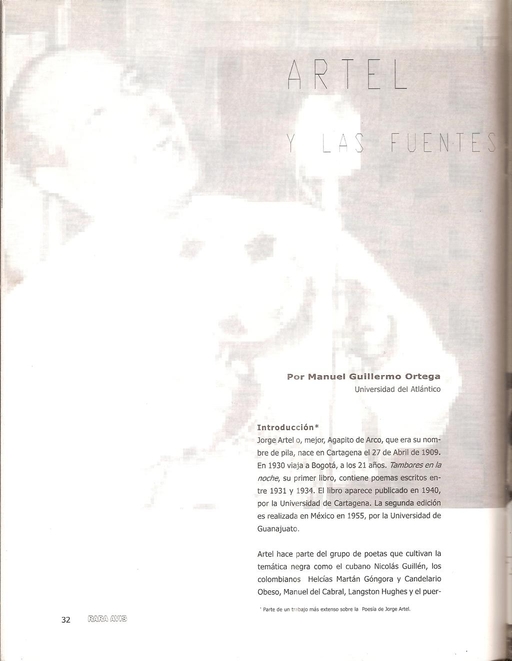 ARTEL
Y LAS FUENTES
Por Manuel Guillermo Ortega
Universidad del Atlántico
Introducción*
Jorge Artel o, mejor, Agapito de Arco, que era su nom-
bre de pila, nace en Cartagena el 27 de Abril de 1909.
En 1930 viaja a Bogotá, a los 21 años. Tambores en la
noche, su primer libro, contiene poemas escritos en-
tre 1931 y 1934. El libro aparece publicado en 1940,
por la Universidad de Cartagena. La segunda edición
es realizada en México en 1955, por la Universidad de
Guanajuato.
Artel hace parte del grupo de poetas que cultivan la
temática negra como el cubano Nicolás Guillén, los
colombianos Helcías Martán Góngora y Candelario
Obeso, Manuel del Cabral, Langston Hughes y el puer-
* Parte de un trabajo más extenso sobre la Poesía de Jorge Artel.
32 RARA AVIS